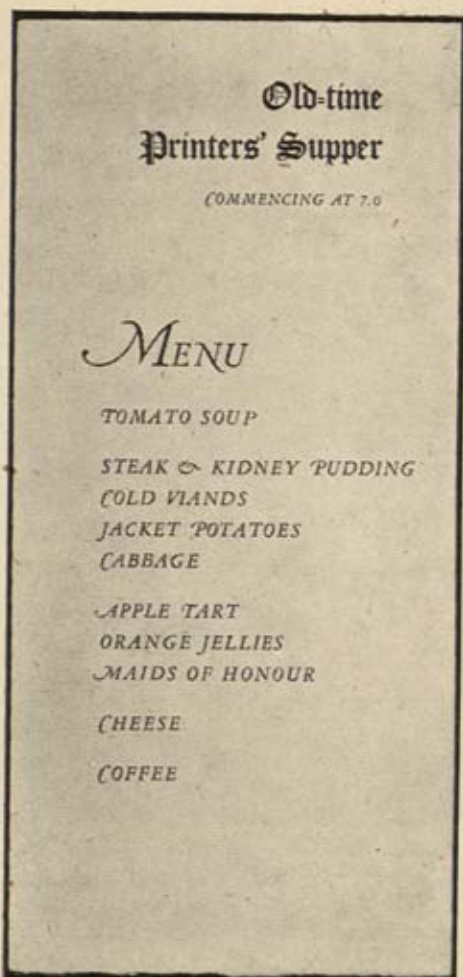 Old-time
Printers' Supper
COMMENCING AT 7.0
MENU
TOMATO SOUP
STEAK & KIDNEY PUDDING
COLD VIANDS
JACKET POTATOES
CABBAGE
APPLE TART
ORANGE JELLIES
MAIDS OF HONOUR
CHEESE
COFFEE